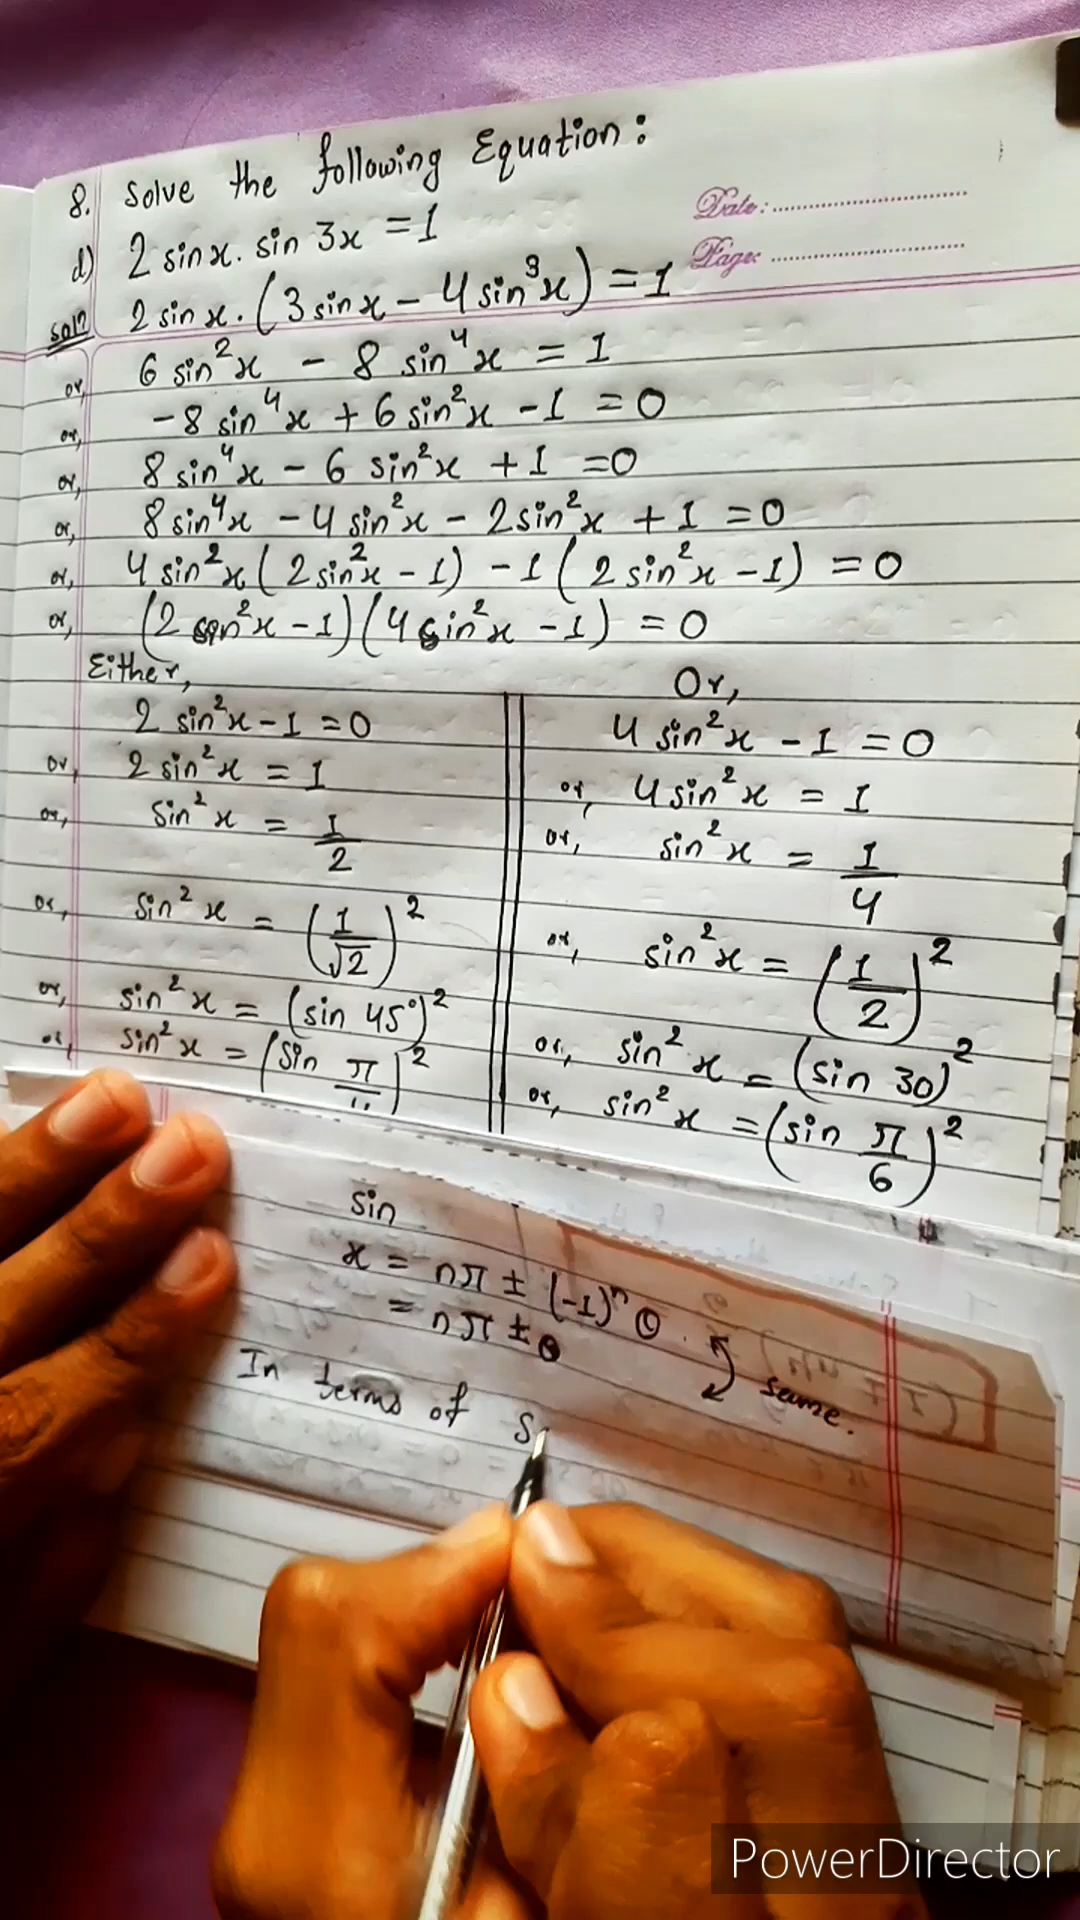 8. Solve the following Equation:
d) 2 sin x. sin 3x = 1
Date: ........................
Page: ........................
solⁿ 2 sin x. (3 sin x - 4 sin³x) = 1
or, 6 sin²x - 8 sin⁴x = 1
or, -8 sin⁴x + 6 sin²x - 1 = 0
or, 8 sin⁴x - 6 sin²x + 1 = 0
or, 8 sin⁴x - 4 sin²x - 2 sin²x + 1 = 0
or, 4 sin²x (2 sin²x - 1) - 1 (2 sin²x - 1) = 0
or, (2 sin²x - 1) (4 sin²x - 1) = 0
Either,
2 sin²x - 1 = 0
or, 2 sin²x = 1
or, sin²x = 1/2
or, sin²x = (1/√2)²
or, sin²x = (sin 45°)²
or, sin²x = (sin π/
)²
Or,
4 sin²x - 1 = 0
or, 4 sin²x = 1
or, sin²x = 1/4
or, sin²x = (1/2)²
or, sin²x = (sin 30)²
or, sin²x = (sin π/6)²
sin
x = nπ ± (-1)ⁿ θ.
= nπ ± θ
same.
In terms of S
PowerDirector